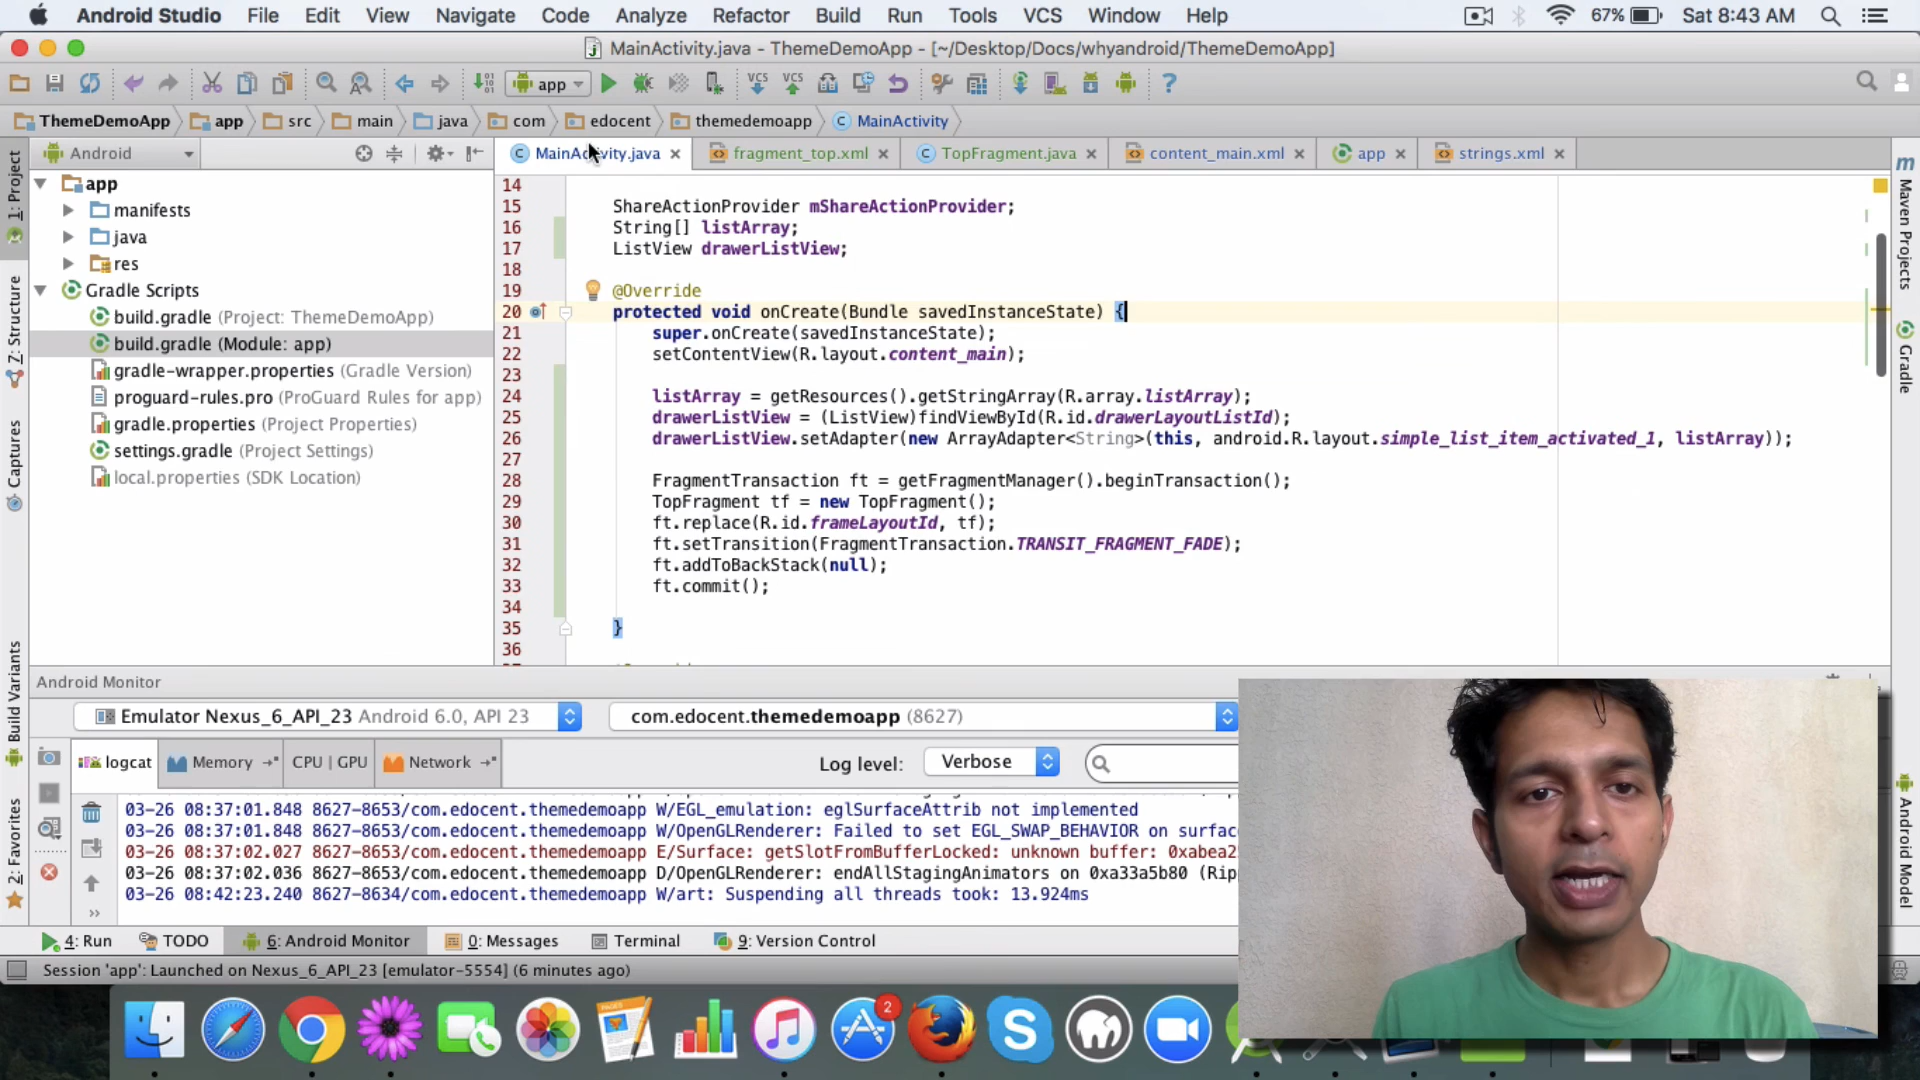 Android Studio File Edit View Navigate Code Analyze Refactor Build Run Tools VCS Window Help 67% Sat 8:43 AM
MainActivity.java - ThemeDemoApp - [~/Desktop/Docs/whyandroid/ThemeDemoApp]
app VCS VCS ?
ThemeDemoApp app src main java com edocent themedemoapp MainActivity
Android MainActivity.java fragment_top.xml TopFragment.java content_main.xml app strings.xml
1: Project
Z: Structure
Captures
Build Variants
2: Favorites
app
manifests
java
res
Gradle Scripts
build.gradle (Project: ThemeDemoApp)
build.gradle (Module: app)
gradle-wrapper.properties (Gradle Version)
proguard-rules.pro (ProGuard Rules for app)
gradle.properties (Project Properties)
settings.gradle (Project Settings)
local.properties (SDK Location)
14
15 ShareActionProvider mShareActionProvider;
16 String[] listArray;
17 ListView drawerListView;
18
19 @Override
20 protected void onCreate(Bundle savedInstanceState) {
21 super.onCreate(savedInstanceState);
22 setContentView(R.layout.content_main);
23
24 listArray = getResources().getStringArray(R.array.listArray);
25 drawerListView = (ListView)findViewById(R.id.drawerLayoutListId);
26 drawerListView.setAdapter(new ArrayAdapter<String>(this, android.R.layout.simple_list_item_activated_1, listArray));
27
28 FragmentTransaction ft = getFragmentManager().beginTransaction();
29 TopFragment tf = new TopFragment();
30 ft.replace(R.id.frameLayoutId, tf);
31 ft.setTransition(FragmentTransaction.TRANSIT_FRAGMENT_FADE);
32 ft.addToBackStack(null);
33 ft.commit();
34
35 }
36
Maven Projects
Gradle
Android Model
Android Monitor
Emulator Nexus_6_API_23 Android 6.0, API 23 com.edocent.themedemoapp (8627)
logcat Memory CPU | GPU Network Log level: Verbose
03-26 08:37:01.848 8627-8653/com.edocent.themedemoapp W/EGL_emulation: eglSurfaceAttrib not implemented
03-26 08:37:01.848 8627-8653/com.edocent.themedemoapp W/OpenGLRenderer: Failed to set EGL_SWAP_BEHAVIOR on surfac
03-26 08:37:02.027 8627-8653/com.edocent.themedemoapp E/Surface: getSlotFromBufferLocked: unknown buffer: 0xabea2
03-26 08:37:02.036 8627-8653/com.edocent.themedemoapp D/OpenGLRenderer: endAllStagingAnimators on 0xa33a5b80 (Rip
03-26 08:42:23.240 8627-8634/com.edocent.themedemoapp W/art: Suspending all threads took: 13.924ms
4: Run TODO 6: Android Monitor 0: Messages Terminal 9: Version Control
Session 'app': Launched on Nexus_6_API_23 [emulator-5554] (6 minutes ago)
PAGES 2